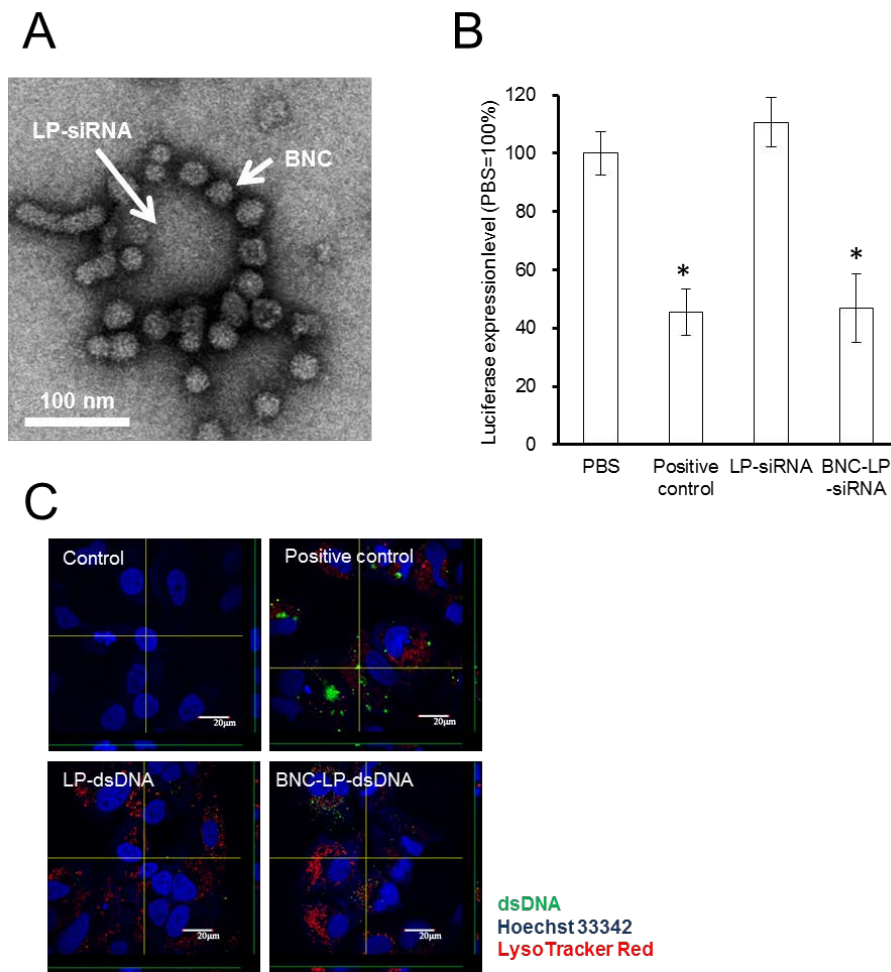 A
LP-siRNA
BNC
100 nm
B
Luciferase expression level (PBS=100%)
120
100
80
60
40
20
0
*
*
PBS
Positive
control
LP-siRNA
BNC-LP
-siRNA
C
Control
20μm
Positive control
20μm
LP-dsDNA
20μm
BNC-LP-dsDNA
20μm
dsDNA
Hoechst 33342
LysoTracker Red